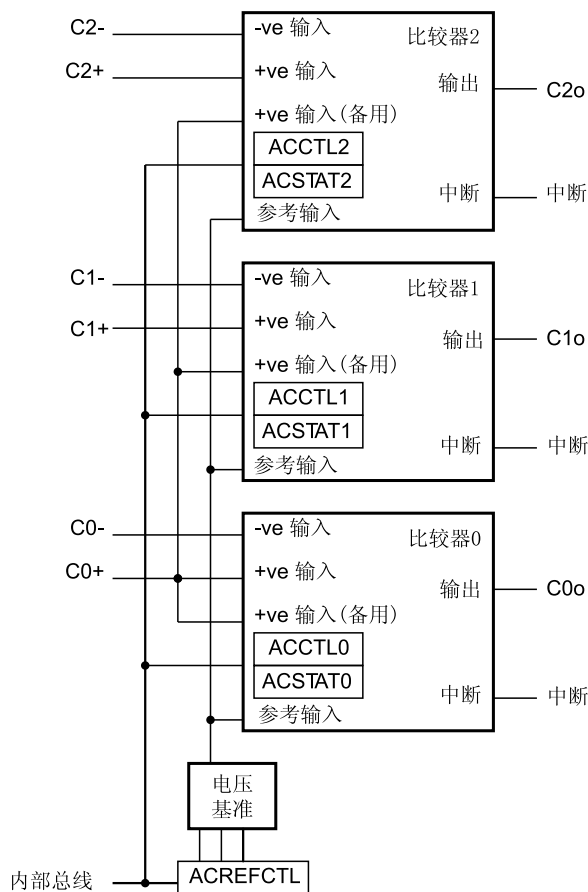 C2-
-ve 输入
比较器2
C2+
+ve 输入
输出
C2o
+ve 输入(备用)
ACCTL2
ACSTAT2
中断
中断
参考输入
C1-
-ve 输入
比较器1
C1+
+ve 输入
输出
C1o
+ve 输入(备用)
ACCTL1
ACSTAT1
中断
中断
参考输入
C0-
-ve 输入
比较器0
C0+
+ve 输入
输出
C0o
+ve 输入(备用)
ACCTL0
ACSTAT0
中断
中断
参考输入
电压
基准
内部总线
ACREFCTL